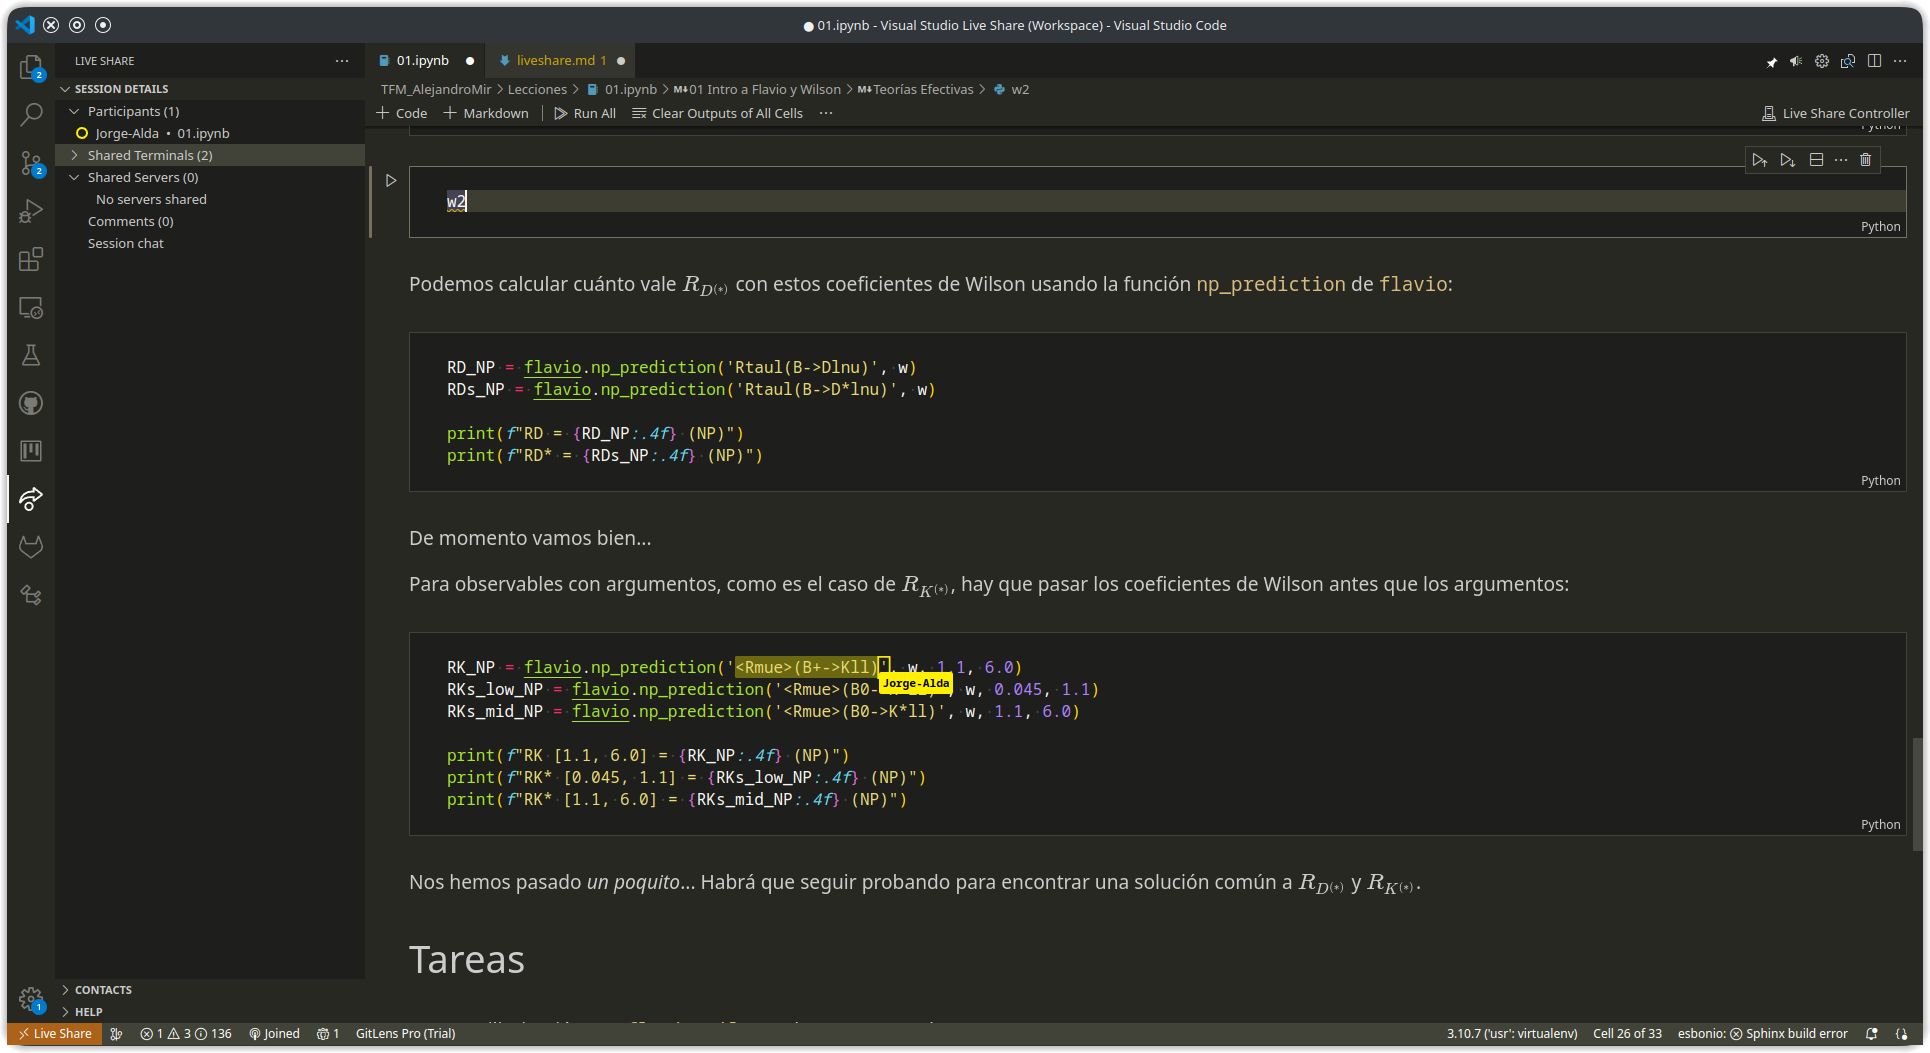 ● 01.ipynb - Visual Studio Live Share (Workspace) - Visual Studio Code
LIVE SHARE
SESSION DETAILS
Participants (1)
Jorge-Alda • 01.ipynb
Shared Terminals (2)
Shared Servers (0)
No servers shared
Comments (0)
Session chat
CONTACTS
HELP
2
2
1
01.ipynb ●
liveshare.md 1 ●
TFM_AlejandroMir > Lecciones > 01.ipynb > M↓01 Intro a Flavio y Wilson > M↓Teorías Efectivas > w2
+ Code + Markdown | Run All Clear Outputs of All Cells ···
Live Share Controller
Python
w2
Python
Podemos calcular cuánto vale R_{D^{(*)}} con estos coeficientes de Wilson usando la función np_prediction de flavio:
RD_NP = flavio.np_prediction('Rtaul(B->Dlnu)', w)
RDs_NP = flavio.np_prediction('Rtaul(B->D*lnu)', w)
print(f"RD = {RD_NP:.4f} (NP)")
print(f"RD* = {RDs_NP:.4f} (NP)")
Python
De momento vamos bien...
Para observables con argumentos, como es el caso de R_{K^{(*)}}, hay que pasar los coeficientes de Wilson antes que los argumentos:
RK_NP = flavio.np_prediction('<Rmue>(B+->Kll)', w, 1.1, 6.0)
Jorge-Alda
RKs_low_NP = flavio.np_prediction('<Rmue>(B0- , w, 0.045, 1.1)
RKs_mid_NP = flavio.np_prediction('<Rmue>(B0->K*ll)', w, 1.1, 6.0)
print(f"RK [1.1, 6.0] = {RK_NP:.4f} (NP)")
print(f"RK* [0.045, 1.1] = {RKs_low_NP:.4f} (NP)")
print(f"RK* [1.1, 6.0] = {RKs_mid_NP:.4f} (NP)")
Python
Nos hemos pasado un poquito... Habrá que seguir probando para encontrar una solución común a R_{D^{(*)}} y R_{K^{(*)}}.
Tareas
Live Share 1 3 136 Joined 1 GitLens Pro (Trial)
3.10.7 ('usr': virtualenv) Cell 26 of 33 esbonio: Sphinx build error